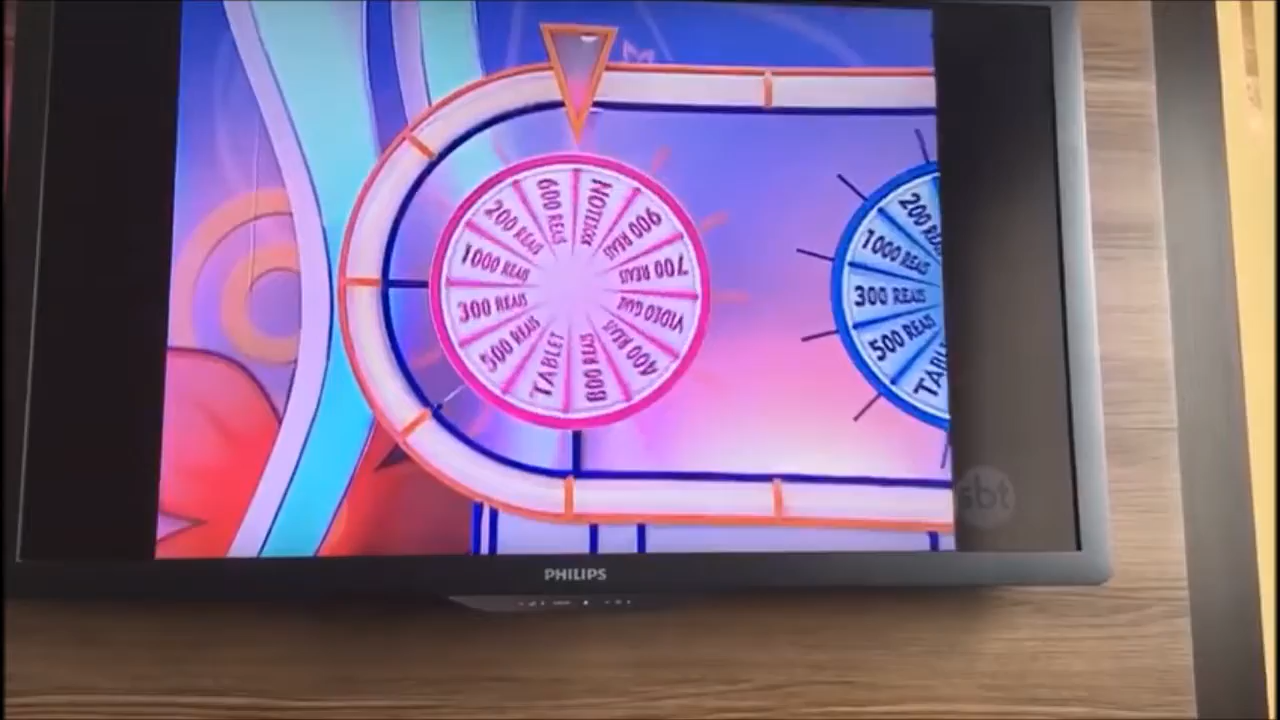 600 REAIS
NOTEBOOK
900 REAIS
700 REAIS
VIDEO GAME
400 REAIS
800 REAIS
TABLET
500 REAIS
300 REAIS
1000 REAIS
200 REAIS
200 REAIS
1000 REAIS
300 REAIS
500 REAIS
TABLE
sbt
PHILIPS